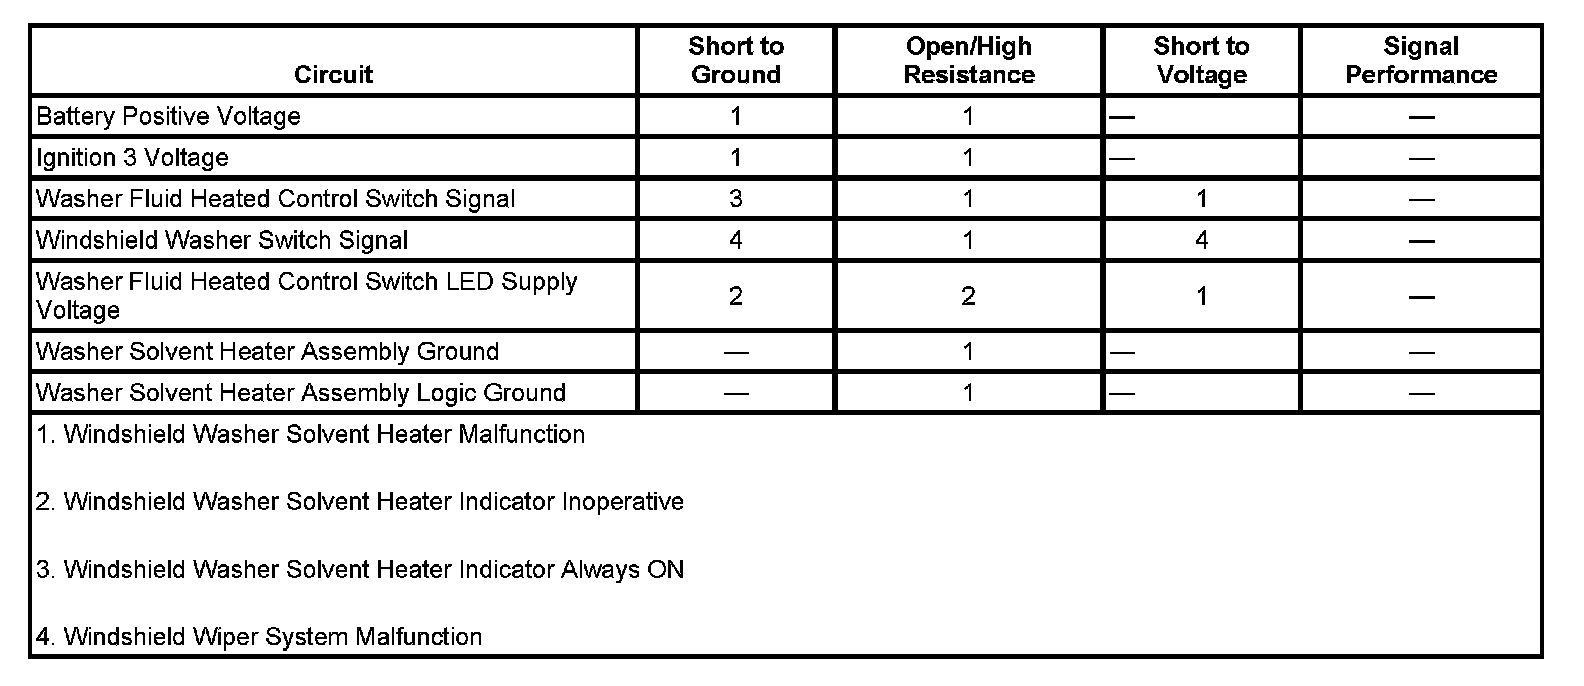 Circuit Short to Ground Open/High Resistance Short to Voltage Signal Performance
Battery Positive Voltage 1 1 — —
Ignition 3 Voltage 1 1 — —
Washer Fluid Heated Control Switch Signal 3 1 1 —
Windshield Washer Switch Signal 4 1 4 —
Washer Fluid Heated Control Switch LED Supply
Voltage 2 2 1 —
Washer Solvent Heater Assembly Ground — 1 — —
Washer Solvent Heater Assembly Logic Ground — 1 — —
1. Windshield Washer Solvent Heater Malfunction
2. Windshield Washer Solvent Heater Indicator Inoperative
3. Windshield Washer Solvent Heater Indicator Always ON
4. Windshield Wiper System Malfunction